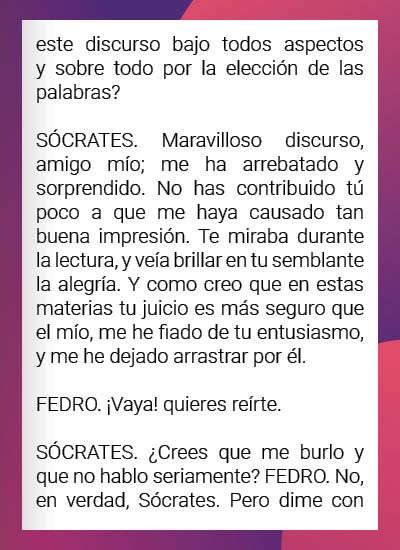 este discurso bajo todos aspectos
y sobre todo por la elección de las
palabras?
SÓCRATES. Maravilloso discurso,
amigo mío; me ha arrebatado y
sorprendido. No has contribuido tú
poco a que me haya causado tan
buena impresión. Te miraba durante
la lectura, y veía brillar en tu semblante
la alegría. Y como creo que en estas
materias tu juicio es más seguro que
el mío, me he fiado de tu entusiasmo,
y me he dejado arrastrar por él.
FEDRO. ¡Vaya! quieres reírte.
SÓCRATES. ¿Crees que me burlo y
que no hablo seriamente? FEDRO. No,
en verdad, Sócrates. Pero dime con